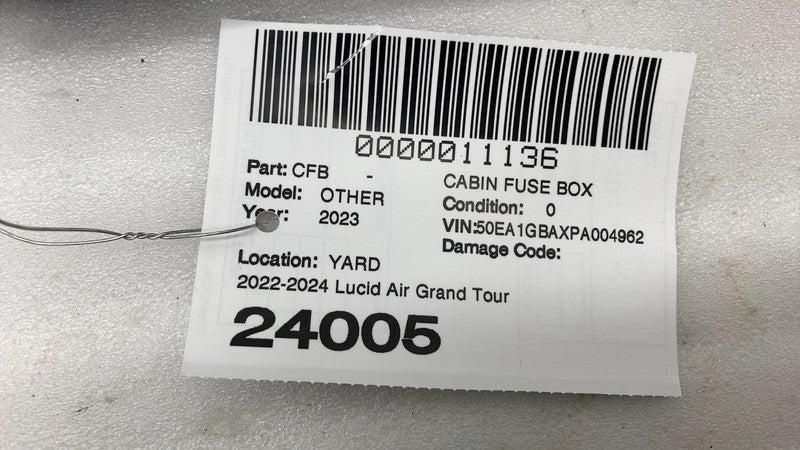 0000011136
Part: CFB -
CABIN FUSE BOX
Model: OTHER
Condition: 0
Year: 2023
VIN:50EA1GBAXPA004962
Damage Code:
Location: YARD
2022-2024 Lucid Air Grand Tour
24005